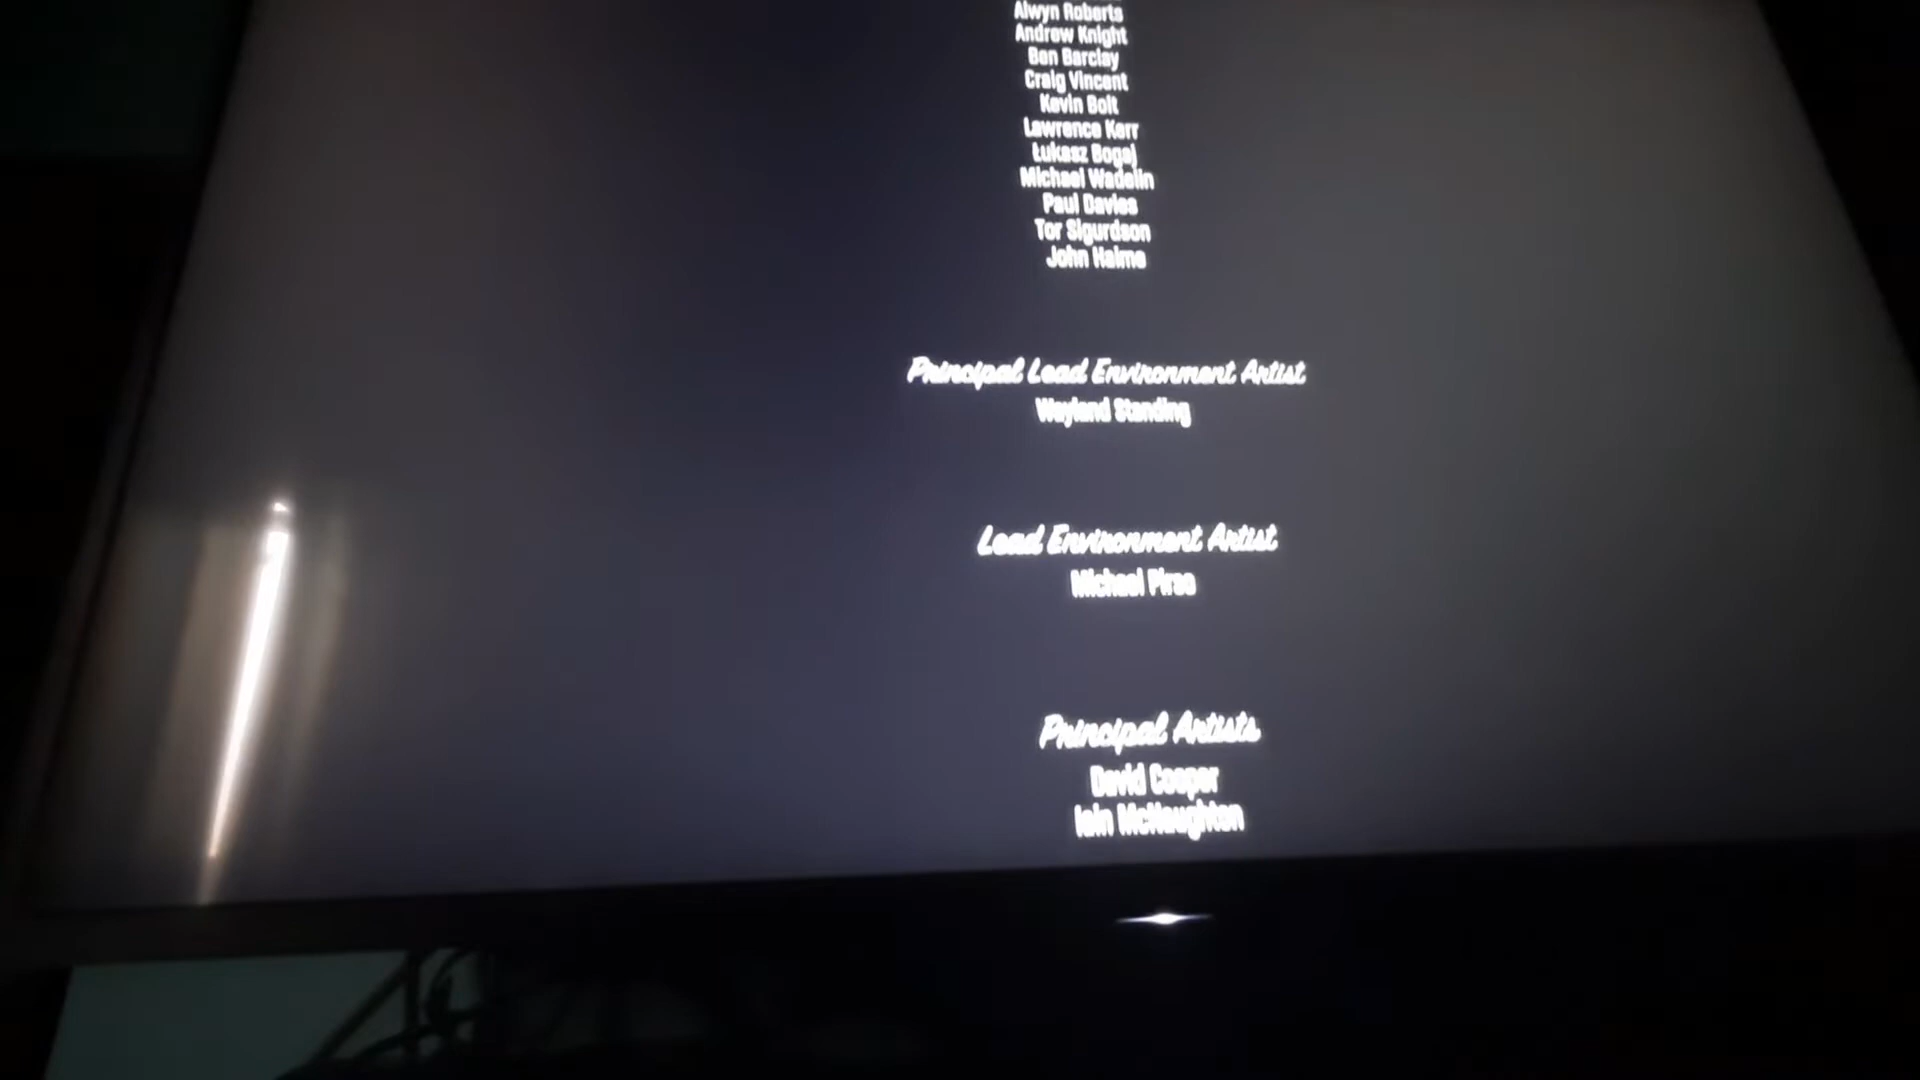 Alwyn Roberts
Andrew Knight
Ben Barclay
Craig Vincent
Kevin Bolt
Lawrence Kerr
Łukasz Bogaj
Michael Wadelin
Paul Davies
Tor Sigurdson
John Halme
Principal Lead Environment Artist
Wayland Standing
Lead Environment Artist
Michael Pirso
Principal Artists
David Cooper
Iain McNaughton